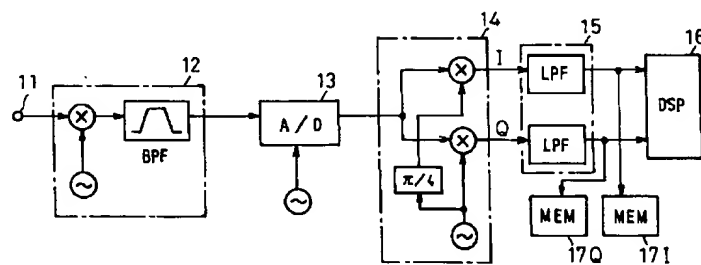 11
12
BPF
13
A/D
14
I
Q
π/4
15
LPF
LPF
16
DSP
MEM
MEM
17Q
17I